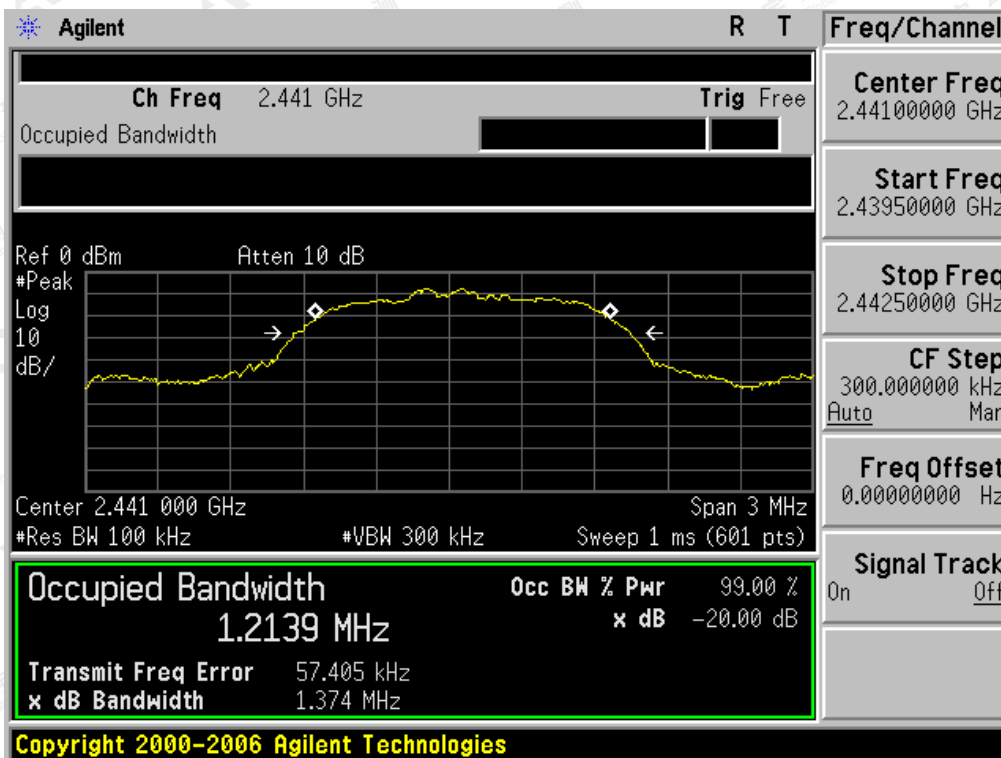 Agilent R T
Ch Freq 2.441 GHz Trig Free
Occupied Bandwidth
Ref 0 dBm Atten 10 dB
#Peak
Log
10
dB/
Center 2.441 000 GHz Span 3 MHz
#Res BW 100 kHz #VBW 300 kHz Sweep 1 ms (601 pts)
Occupied Bandwidth Occ BW % Pwr 99.00 %
1.2139 MHz x dB -20.00 dB
Transmit Freq Error 57.405 kHz
x dB Bandwidth 1.374 MHz
Copyright 2000-2006 Agilent Technologies
Freq/Channel
Center Freq
2.44100000 GHz
Start Freq
2.43950000 GHz
Stop Freq
2.44250000 GHz
CF Step
300.000000 kHz
Auto Man
Freq Offset
0.00000000 Hz
Signal Track
On Off